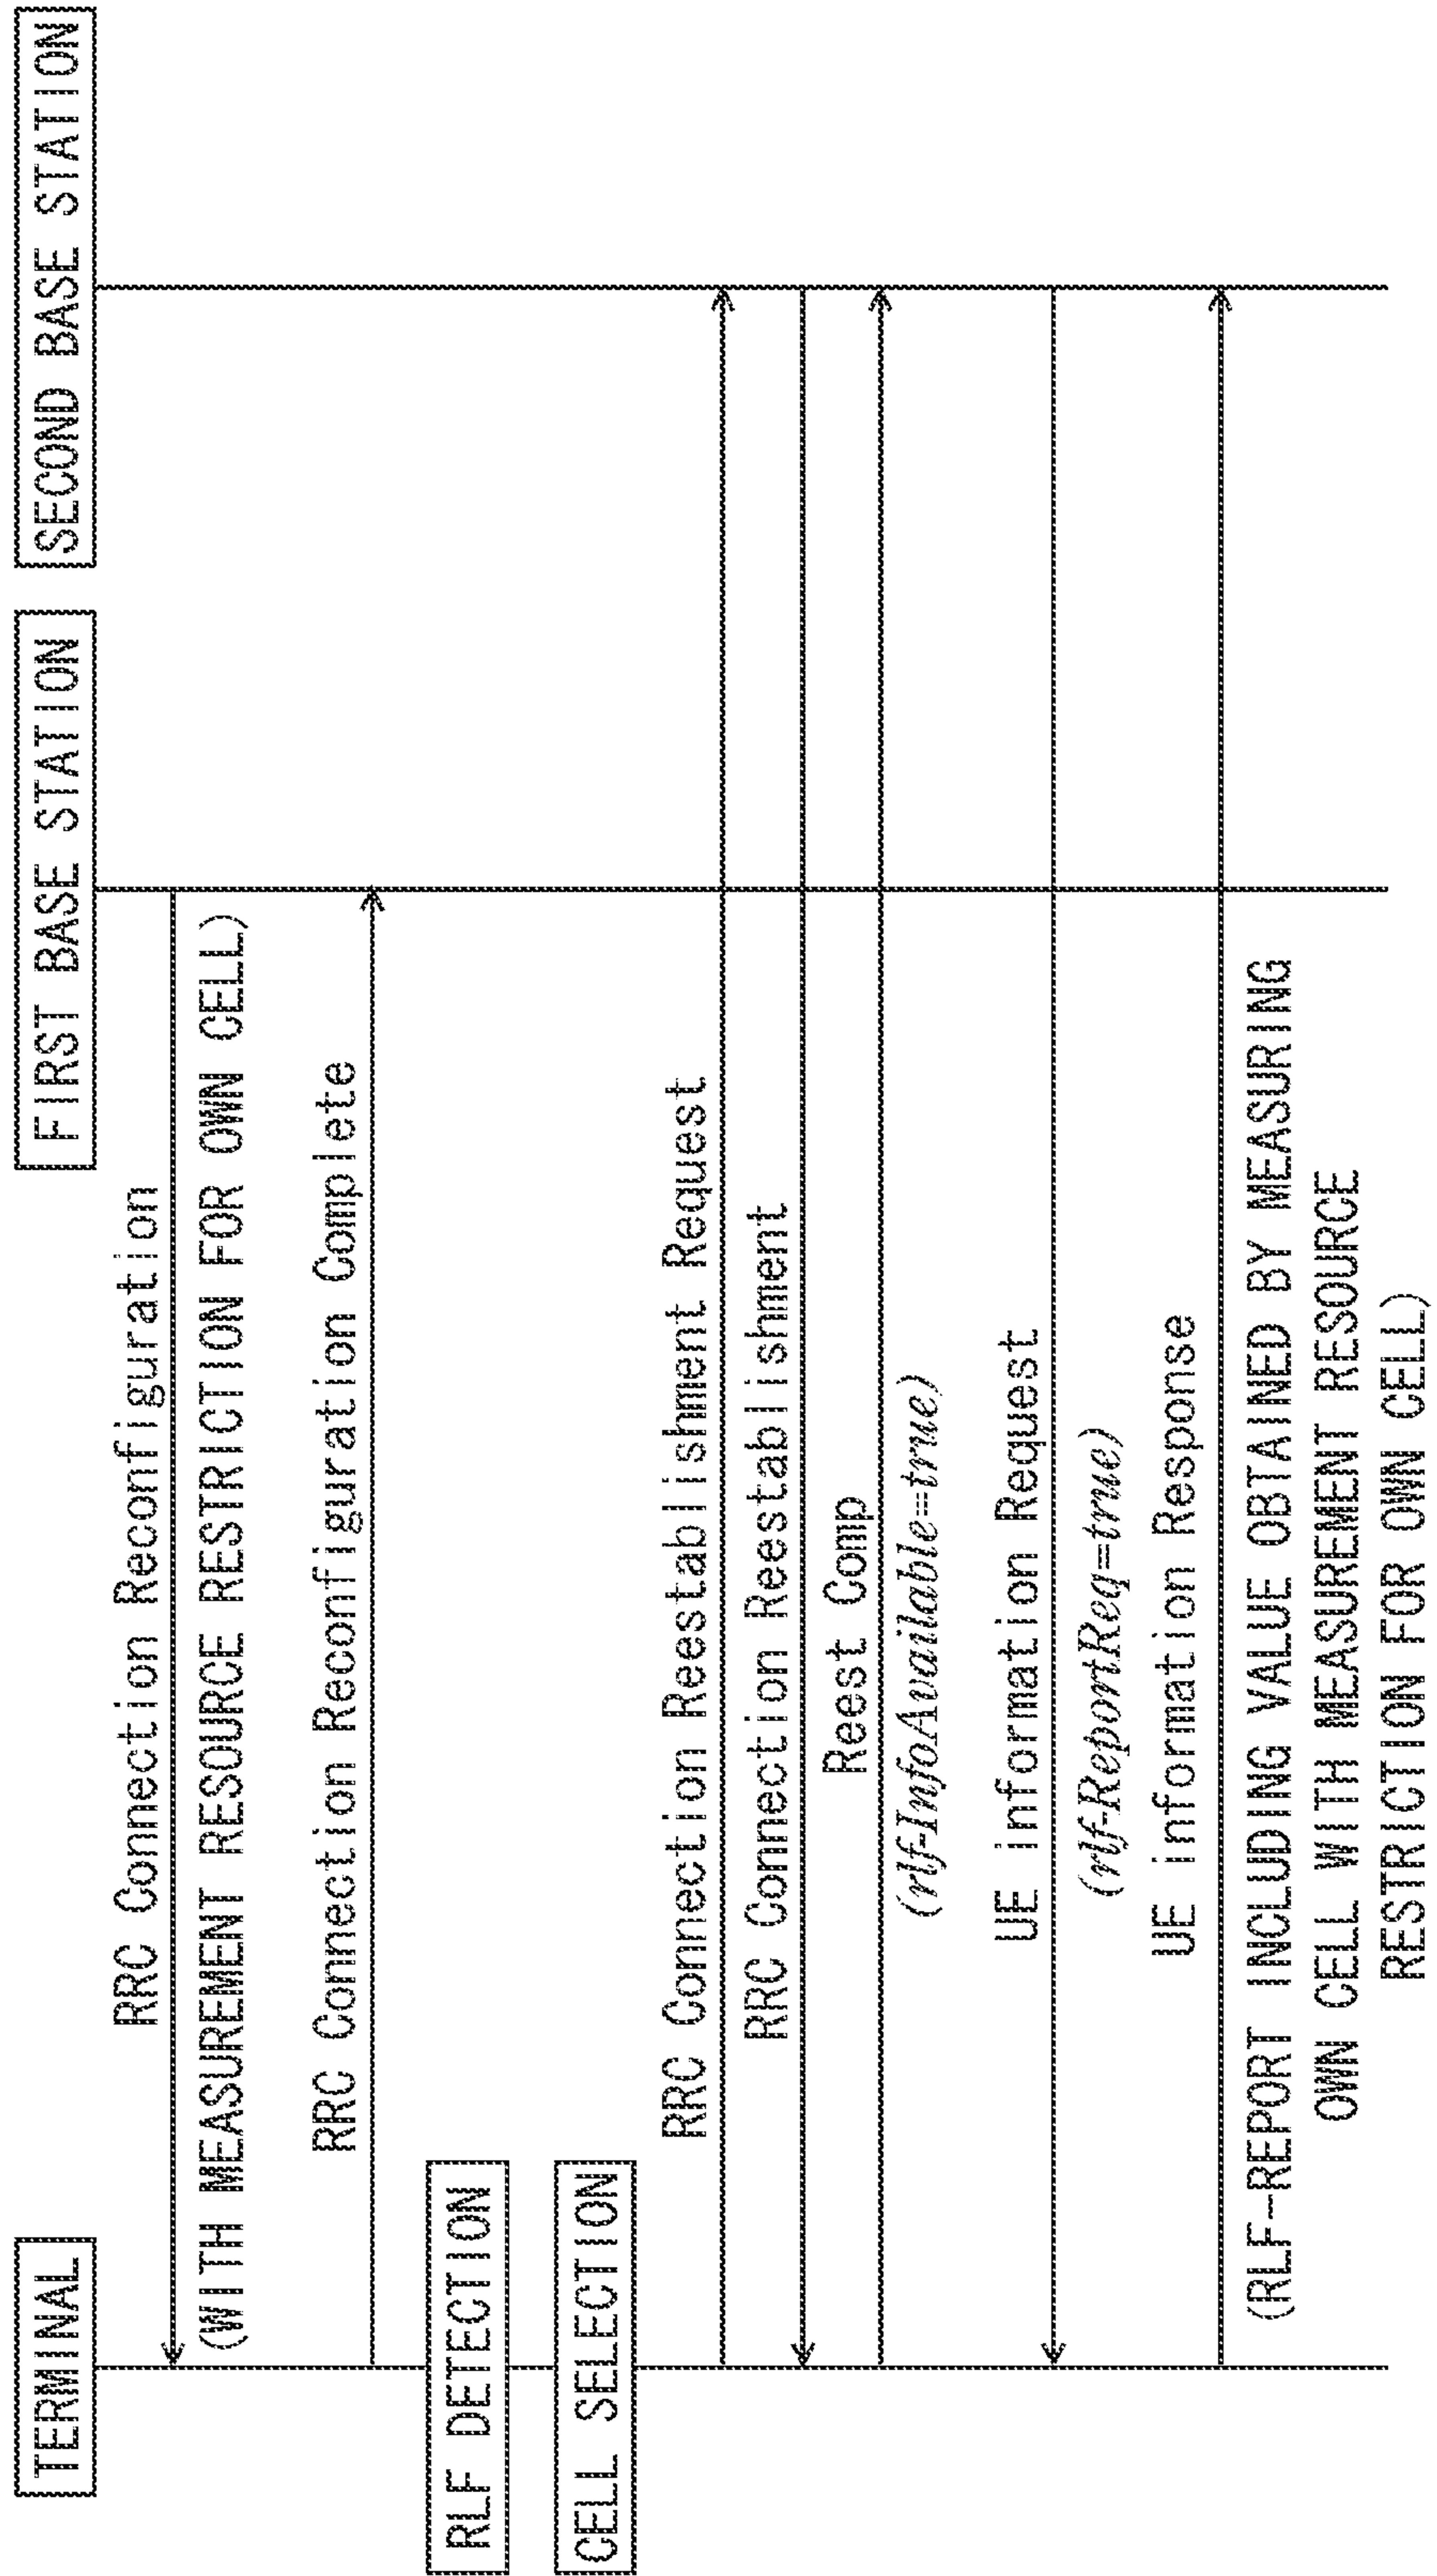 TERMINAL
FIRST BASE STATION
SECOND BASE STATION
RRC Connection Reconfiguration
(WITH MEASUREMENT RESOURCE RESTRICTION FOR OWN CELL)
RRC Connection Reconfiguration Complete
RLF DETECTION
CELL SELECTION
RRC Connection Reestablishment Request
RRC Connection Reestablishment
Reest Comp
(rlf-InfoAvailable=true)
UE information Request
(rlf-ReportReq=true)
UE information Response
(RLF-REPORT INCLUDING VALUE OBTAINED BY MEASURING
OWN CELL WITH MEASUREMENT RESOURCE
RESTRICTION FOR OWN CELL)